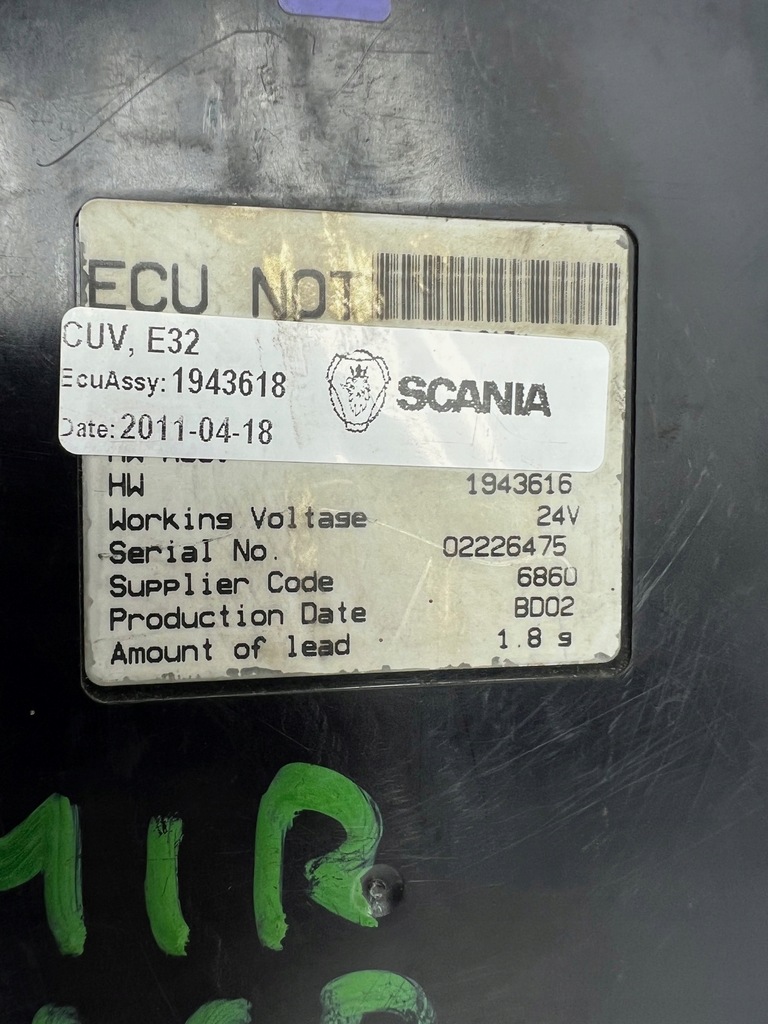 ECU NOT
CUV, E32
EcuAssy: 1943618
SCANIA
Date: 2011-04-18
HW 1943616
Working Voltage 24V
Serial No. 02226475
Supplier Code 6860
Production Date BD02
Amount of lead 1.8 g
MIR